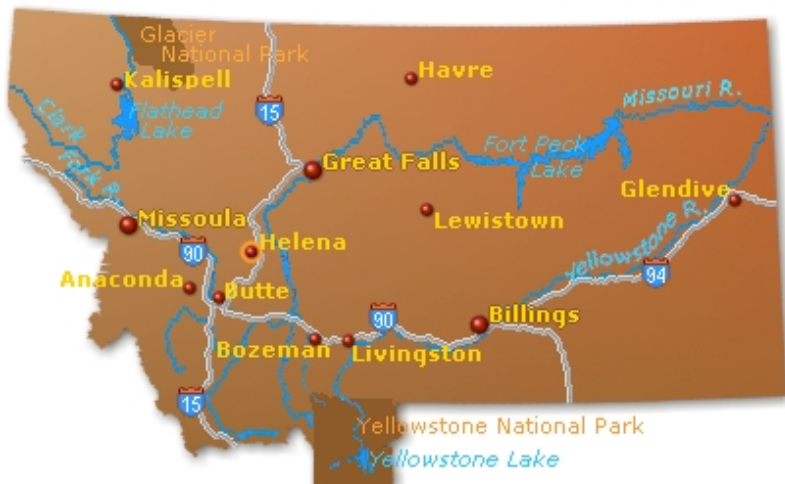 Glacier
National Park
Kalispell
Havre
Flathead
Lake
Clark
Fork R.
15
Missouri R.
Fort Peck
Lake
Great Falls
Glendive
Lewistown
Missoula
Helena
90
Yellowstone R.
94
Anaconda
Butte
90
Billings
Bozeman
Livingston
15
Yellowstone National Park
Yellowstone Lake